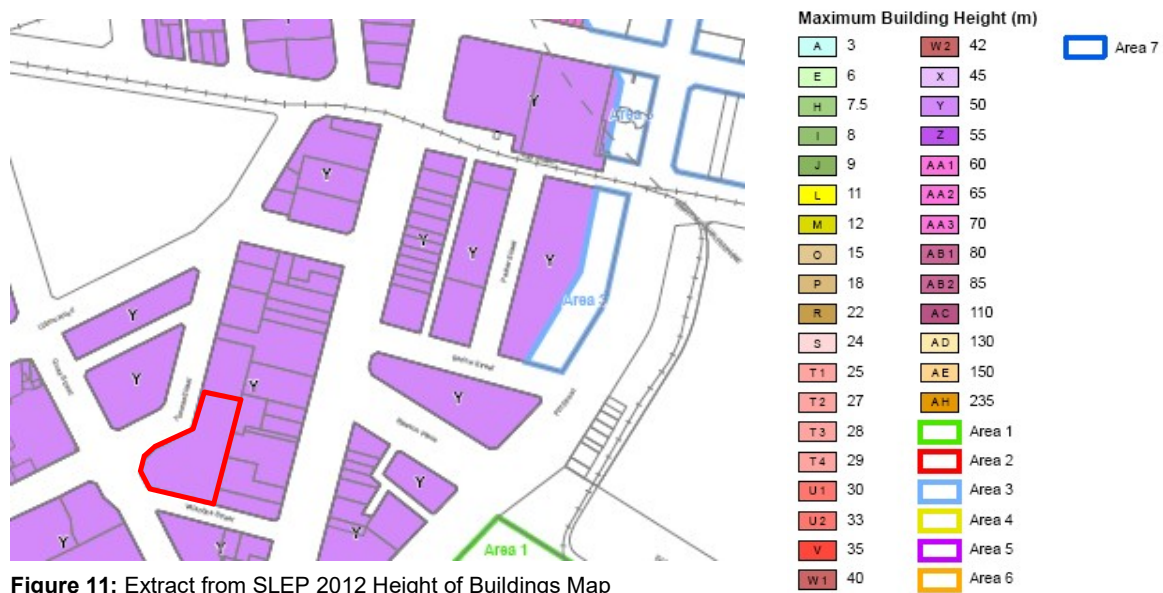 Maximum Building Height (m)
A 3
E 6
H 7.5
I 8
J 9
L 11
M 12
O 15
P 18
R 22
S 24
T1 25
T2 27
T3 28
T4 29
U1 30
U2 33
V 35
W1 40
W2 42
X 45
Y 50
Z 55
AA1 60
AA2 65
AA3 70
AB1 80
AB2 85
AC 110
AD 130
AE 150
AH 235
Area 1
Area 2
Area 3
Area 4
Area 5
Area 6
Area 7
Y
Y
Y
Y
Y
Y
Area 3
Y
Y
Y
Y
Y
Y
Y
Y
Area 1
Figure 11: Extract from SLEP 2012 Height of Buildings Map